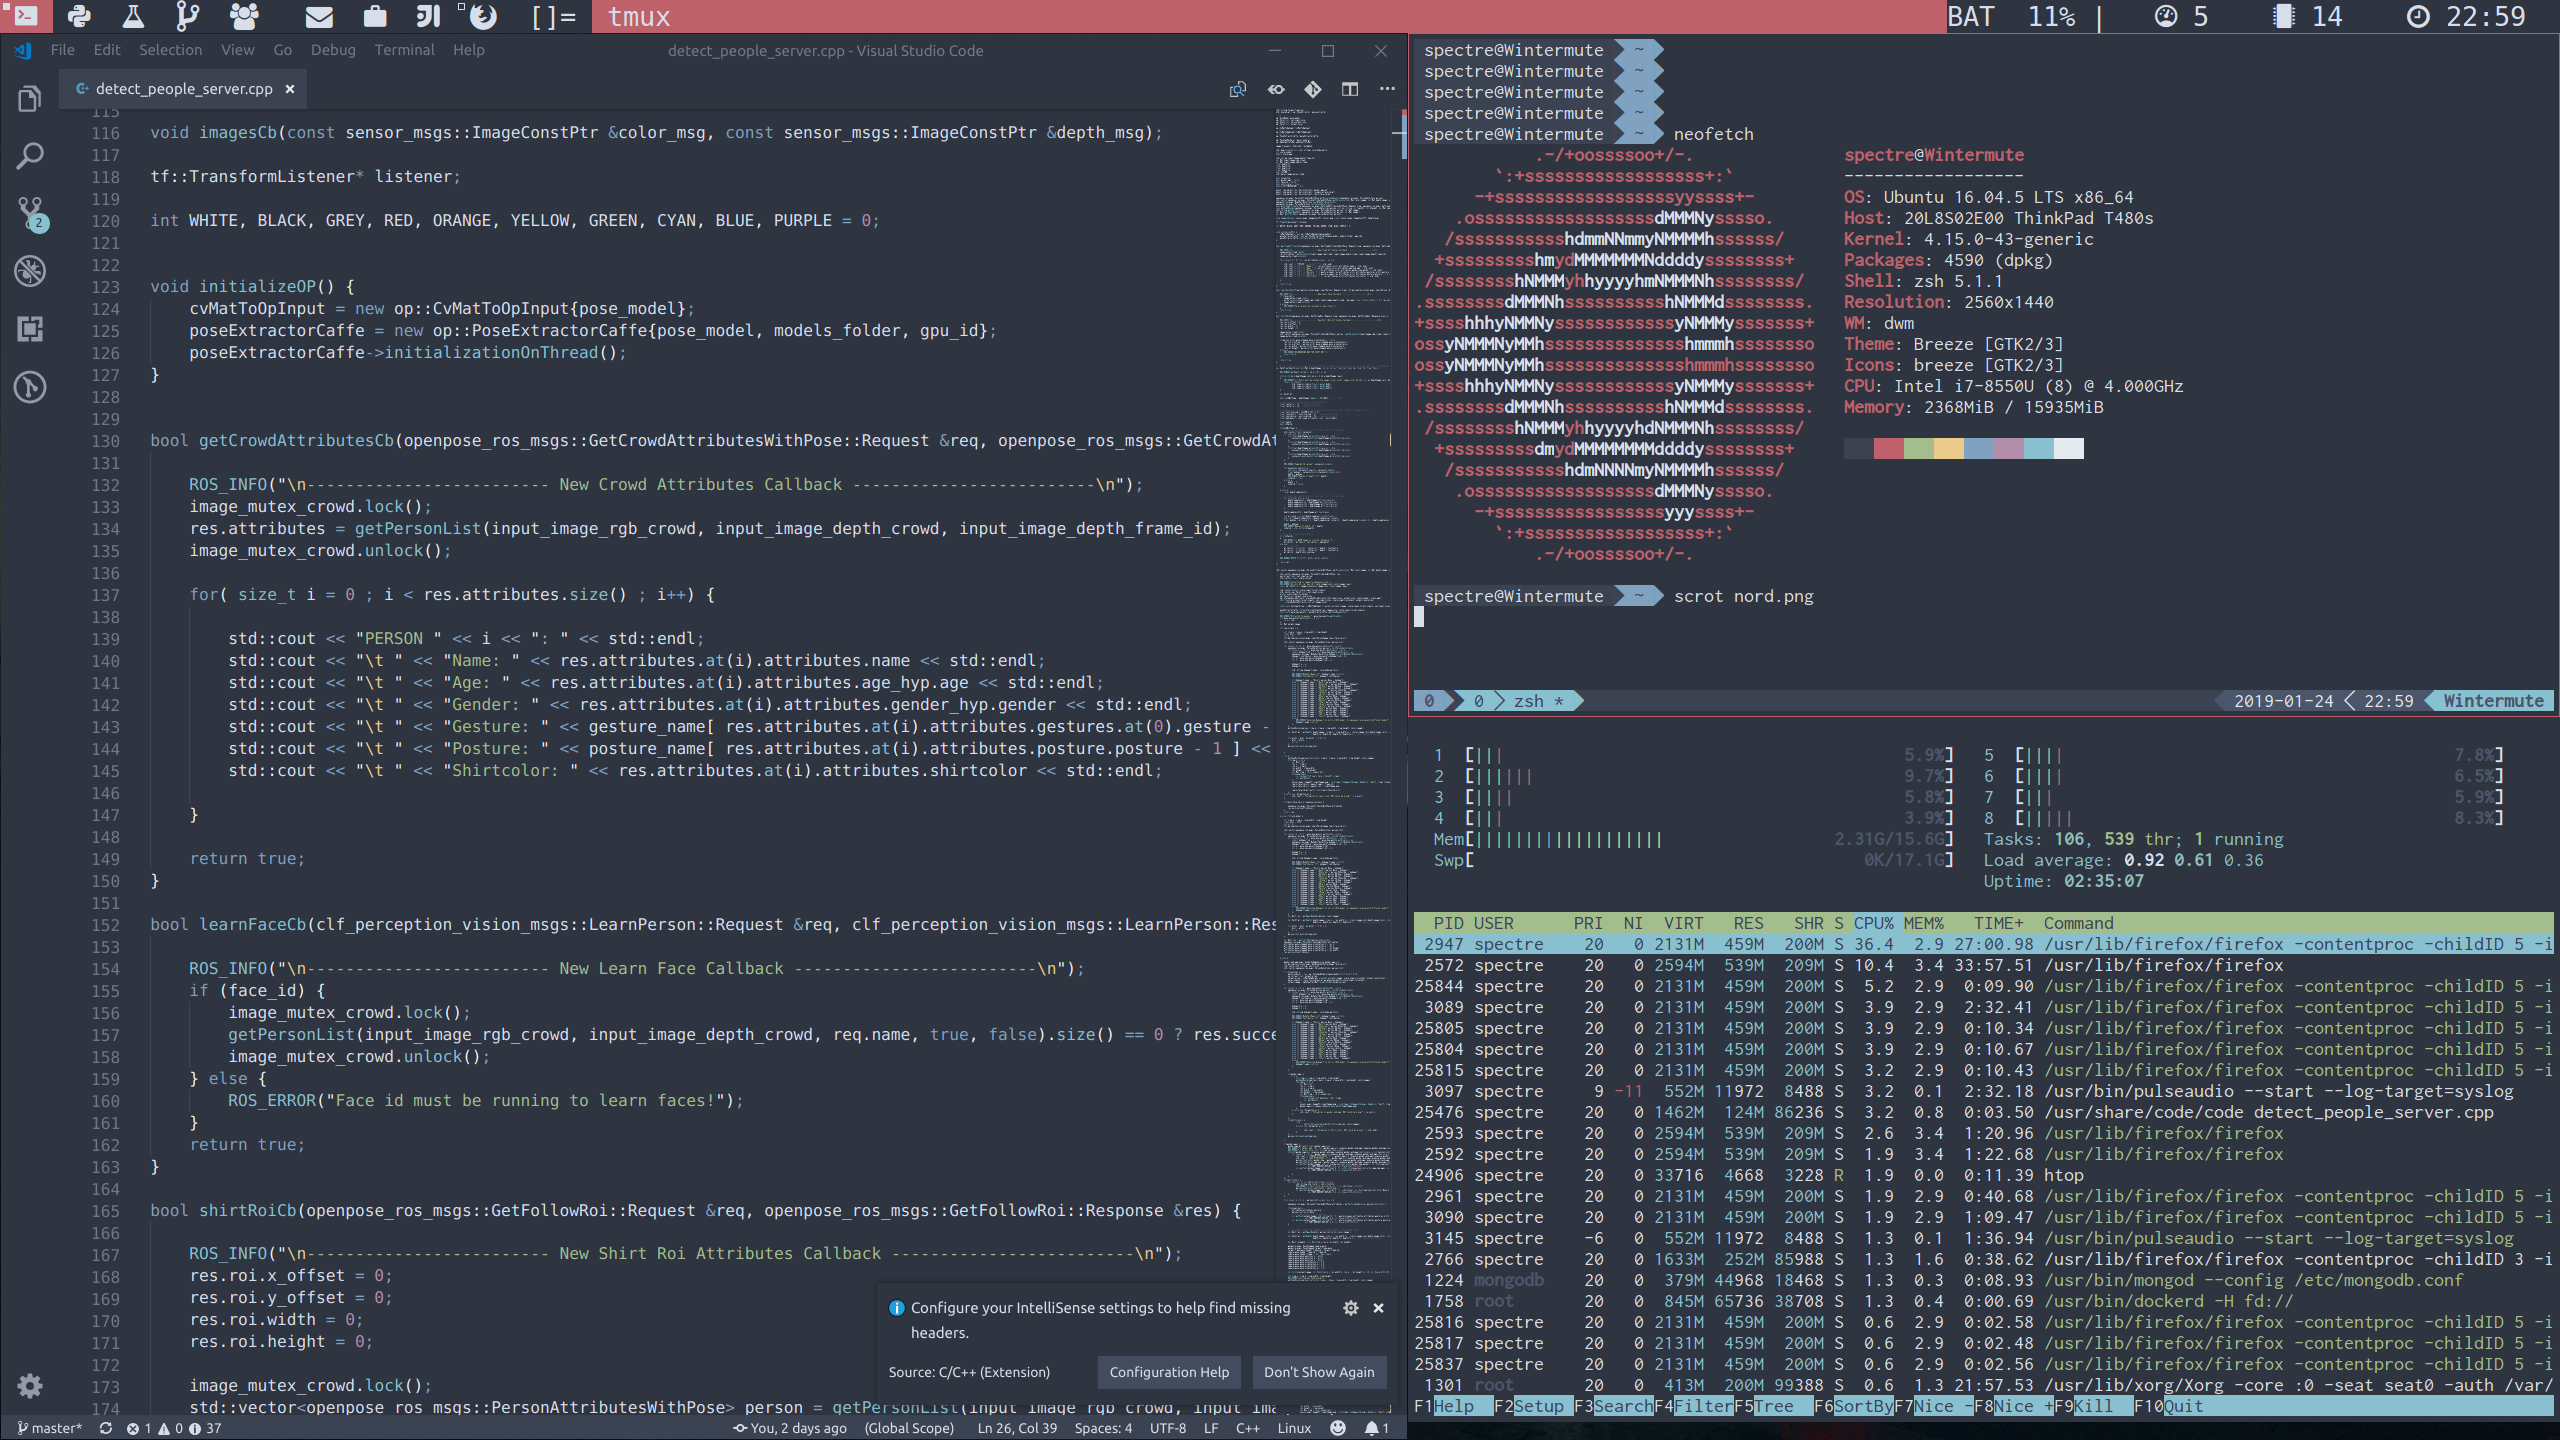 []= tmux BAT 11% | 5 14 22:59
File Edit Selection View Go Debug Terminal Help detect_people_server.cpp - Visual Studio Code
detect_people_server.cpp
2
115
116 void imagesCb(const sensor_msgs::ImageConstPtr &color_msg, const sensor_msgs::ImageConstPtr &depth_msg);
117
118 tf::TransformListener* listener;
119
120 int WHITE, BLACK, GREY, RED, ORANGE, YELLOW, GREEN, CYAN, BLUE, PURPLE = 0;
121
122
123 void initializeOP() {
124 cvMatToOpInput = new op::CvMatToOpInput{pose_model};
125 poseExtractorCaffe = new op::PoseExtractorCaffe{pose_model, models_folder, gpu_id};
126 poseExtractorCaffe->initializationOnThread();
127 }
128
129
130 bool getCrowdAttributesCb(openpose_ros_msgs::GetCrowdAttributesWithPose::Request &req, openpose_ros_msgs::GetCrowdAt
131
132 ROS_INFO("\n------------------------- New Crowd Attributes Callback -------------------------\n");
133 image_mutex_crowd.lock();
134 res.attributes = getPersonList(input_image_rgb_crowd, input_image_depth_crowd, input_image_depth_frame_id);
135 image_mutex_crowd.unlock();
136
137 for( size_t i = 0 ; i < res.attributes.size() ; i++) {
138
139 std::cout << "PERSON " << i << ": " << std::endl;
140 std::cout << "\t " << "Name: " << res.attributes.at(i).attributes.name << std::endl;
141 std::cout << "\t " << "Age: " << res.attributes.at(i).attributes.age_hyp.age << std::endl;
142 std::cout << "\t " << "Gender: " << res.attributes.at(i).attributes.gender_hyp.gender << std::endl;
143 std::cout << "\t " << "Gesture: " << gesture_name[ res.attributes.at(i).attributes.gestures.at(0).gesture -
144 std::cout << "\t " << "Posture: " << posture_name[ res.attributes.at(i).attributes.posture.posture - 1 ] <<
145 std::cout << "\t " << "Shirtcolor: " << res.attributes.at(i).attributes.shirtcolor << std::endl;
146
147 }
148
149 return true;
150 }
151
152 bool learnFaceCb(clf_perception_vision_msgs::LearnPerson::Request &req, clf_perception_vision_msgs::LearnPerson::Res
153
154 ROS_INFO("\n------------------------- New Learn Face Callback -------------------------\n");
155 if (face_id) {
156 image_mutex_crowd.lock();
157 getPersonList(input_image_rgb_crowd, input_image_depth_crowd, req.name, true, false).size() == 0 ? res.succe
158 image_mutex_crowd.unlock();
159 } else {
160 ROS_ERROR("Face id must be running to learn faces!");
161 }
162 return true;
163 }
164
165 bool shirtRoiCb(openpose_ros_msgs::GetFollowRoi::Request &req, openpose_ros_msgs::GetFollowRoi::Response &res) {
166
167 ROS_INFO("\n------------------------- New Shirt Roi Attributes Callback -------------------------\n");
168 res.roi.x_offset = 0;
169 res.roi.y_offset = 0;
170 res.roi.width = 0;
171 res.roi.height = 0;
172
173 image_mutex_crowd.lock();
174 std::vector<openpose_ros_msgs::PersonAttributesWithPose> person = getPersonList(input_image_rgb_crowd, input_ima
Configure your IntelliSense settings to help find missing
headers.
Source: C/C++ (Extension) Configuration Help Don't Show Again
master* 1 0 37 You, 2 days ago (Global Scope) Ln 26, Col 39 Spaces: 4 UTF-8 LF C++ Linux 1
spectre@Wintermute ~
spectre@Wintermute ~
spectre@Wintermute ~
spectre@Wintermute ~
spectre@Wintermute ~ neofetch
.-/+oossssoo+/-.
`:+ssssssssssssssssss+:`
-+ssssssssssssssssssyyssss+-
.ossssssssssssssssssdMMMNysssso.
/ssssssssssshdmmNNmmyNMMMMhssssss/
+ssssssssshmydMMMMMMMNddddyssssssss+
/sssssssshNMMMyhhyyyyhmNMMMNhssssssss/
.ssssssssdMMMNhsssssssssshNMMMdssssssss.
+sssshhhyNMMNyssssssssssssyNMMMysssssss+
ossyNMMMNyMMhsssssssssssssshmmmhssssssso
ossyNMMMNyMMhsssssssssssssshmmmhssssssso
+sssshhhyNMMNyssssssssssssyNMMMysssssss+
.ssssssssdMMMNhsssssssssshNMMMdssssssss.
/sssssssshNMMMyhhyyyyhdNMMMNhssssssss/
+sssssssssdmydMMMMMMMMddddyssssssss+
/ssssssssssshdmNNNNmyNMMMMhssssss/
.ossssssssssssssssssdMMMNysssso.
-+sssssssssssssssssyyyssss+-
`:+ssssssssssssssssss+:`
.-/+oossssoo+/-.
spectre@Wintermute
------------------
OS: Ubuntu 16.04.5 LTS x86_64
Host: 20L8S02E00 ThinkPad T480s
Kernel: 4.15.0-43-generic
Packages: 4590 (dpkg)
Shell: zsh 5.1.1
Resolution: 2560x1440
WM: dwm
Theme: Breeze [GTK2/3]
Icons: breeze [GTK2/3]
CPU: Intel i7-8550U (8) @ 4.000GHz
Memory: 2368MiB / 15935MiB
spectre@Wintermute ~ scrot nord.png
0 0 zsh * 2019-01-24 22:59 Wintermute
1 [||| 5.9%] 5 [|||| 7.8%]
2 [|||||| 9.7%] 6 [|||| 6.5%]
3 [|||| 5.8%] 7 [||| 5.9%]
4 [||| 3.9%] 8 [||||| 8.3%]
Mem[||||||||||||||||||| 2.31G/15.6G] Tasks: 106, 539 thr; 1 running
Swp[ 0K/17.1G] Load average: 0.92 0.61 0.36
Uptime: 02:35:07
PID USER PRI NI VIRT RES SHR S CPU% MEM% TIME+ Command
2947 spectre 20 0 2131M 459M 200M S 36.4 2.9 27:00.98 /usr/lib/firefox/firefox -contentproc -childID 5 -i
2572 spectre 20 0 2594M 539M 209M S 10.4 3.4 33:57.51 /usr/lib/firefox/firefox
25844 spectre 20 0 2131M 459M 200M S 5.2 2.9 0:09.90 /usr/lib/firefox/firefox -contentproc -childID 5 -i
3089 spectre 20 0 2131M 459M 200M S 3.9 2.9 2:32.41 /usr/lib/firefox/firefox -contentproc -childID 5 -i
25805 spectre 20 0 2131M 459M 200M S 3.9 2.9 0:10.34 /usr/lib/firefox/firefox -contentproc -childID 5 -i
25804 spectre 20 0 2131M 459M 200M S 3.9 2.9 0:10.67 /usr/lib/firefox/firefox -contentproc -childID 5 -i
25815 spectre 20 0 2131M 459M 200M S 3.2 2.9 0:10.43 /usr/lib/firefox/firefox -contentproc -childID 5 -i
3097 spectre 9 -11 552M 11972 8488 S 3.2 0.1 2:32.18 /usr/bin/pulseaudio --start --log-target=syslog
25476 spectre 20 0 1462M 124M 86236 S 3.2 0.8 0:03.50 /usr/share/code/code detect_people_server.cpp
2593 spectre 20 0 2594M 539M 209M S 2.6 3.4 1:20.96 /usr/lib/firefox/firefox
2592 spectre 20 0 2594M 539M 209M S 1.9 3.4 1:22.68 /usr/lib/firefox/firefox
24906 spectre 20 0 33716 4668 3228 R 1.9 0.0 0:11.39 htop
2961 spectre 20 0 2131M 459M 200M S 1.9 2.9 0:40.68 /usr/lib/firefox/firefox -contentproc -childID 5 -i
3090 spectre 20 0 2131M 459M 200M S 1.9 2.9 1:09.47 /usr/lib/firefox/firefox -contentproc -childID 5 -i
3145 spectre -6 0 552M 11972 8488 S 1.3 0.1 1:36.94 /usr/bin/pulseaudio --start --log-target=syslog
2766 spectre 20 0 1633M 252M 85988 S 1.3 1.6 0:38.62 /usr/lib/firefox/firefox -contentproc -childID 3 -i
1224 mongodb 20 0 379M 44968 18468 S 1.3 0.3 0:08.93 /usr/bin/mongod --config /etc/mongodb.conf
1758 root 20 0 845M 65736 38708 S 1.3 0.4 0:00.69 /usr/bin/dockerd -H fd://
25816 spectre 20 0 2131M 459M 200M S 0.6 2.9 0:02.58 /usr/lib/firefox/firefox -contentproc -childID 5 -i
25817 spectre 20 0 2131M 459M 200M S 0.6 2.9 0:02.48 /usr/lib/firefox/firefox -contentproc -childID 5 -i
25837 spectre 20 0 2131M 459M 200M S 0.6 2.9 0:02.56 /usr/lib/firefox/firefox -contentproc -childID 5 -i
1301 root 20 0 413M 200M 99388 S 0.6 1.3 21:57.53 /usr/lib/xorg/Xorg -core :0 -seat seat0 -auth /var/
F1Help F2Setup F3SearchF4FilterF5Tree F6SortByF7Nice -F8Nice +F9Kill F10Quit